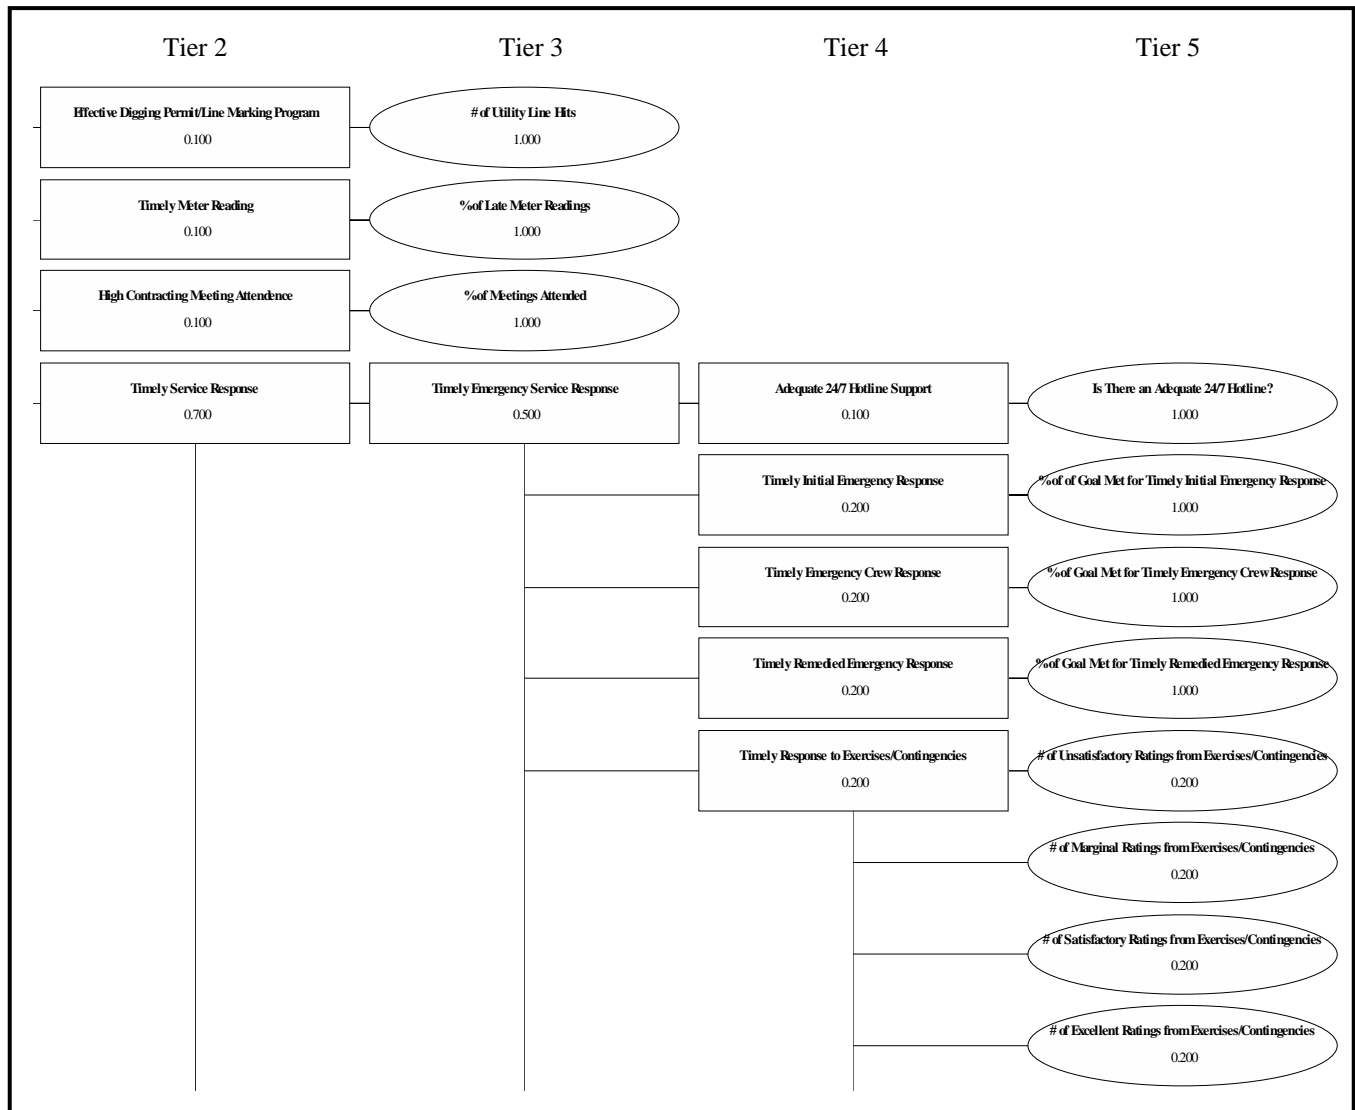 Tier 2 Tier 3 Tier 4 Tier 5
Effective Digging Permit/Line Marking Program
0.100
# of Utility Line Hits
1.000
Timely Meter Reading
0.100
% of Late Meter Readings
1.000
High Contracting Meeting Attendence
0.100
% of Meetings Attended
1.000
Timely Service Response
0.700
Timely Emergency Service Response
0.500
Adequate 24/7 Hotline Support
0.100
Is There an Adequate 24/7 Hotline?
1.000
Timely Initial Emergency Response
0.200
% of of Goal Met for Timely Initial Emergency Response
1.000
Timely Emergency Crew Response
0.200
% of Goal Met for Timely Emergency Crew Response
1.000
Timely Remedied Emergency Response
0.200
% of Goal Met for Timely Remedied Emergency Response
1.000
Timely Response to Exercises/Contingencies
0.200
# of Unsatisfactory Ratings from Exercises/Contingencies
0.200
# of Marginal Ratings from Exercises/Contingencies
0.200
# of Satisfactory Ratings from Exercises/Contingencies
0.200
# of Excellent Ratings from Exercises/Contingencies
0.200